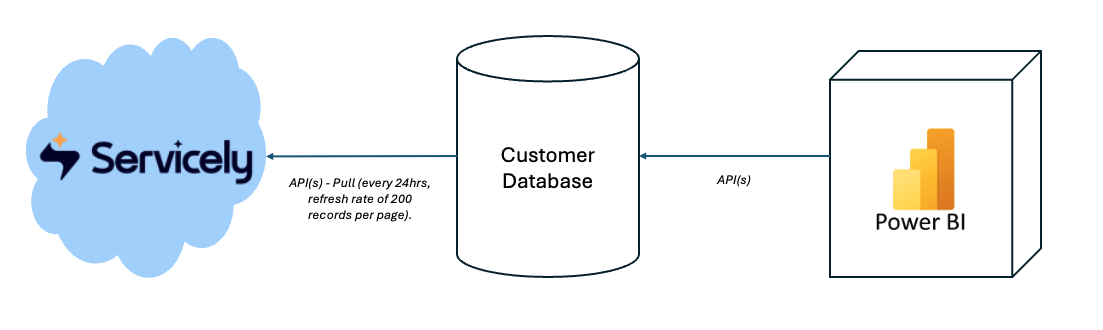 Servicely
API(s) - Pull (every 24hrs,
refresh rate of 200
records per page).
Customer
Database
API(s)
Power BI